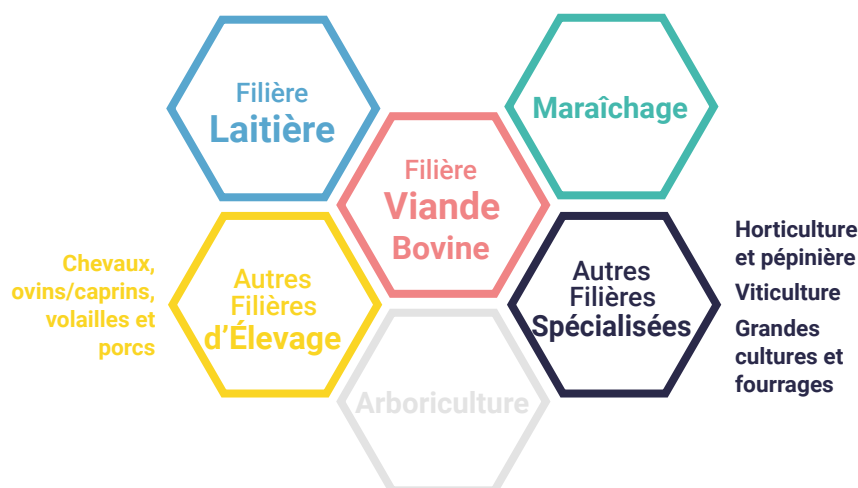 Filière
Laitière
Maraîchage
Filière
Viande
Bovine
Chevaux,
ovins/caprins,
volailles et
porcs
Autres
Filières
d'Élevage
Autres
Filières
Spécialisées
Horticulture
et pépinière
Viticulture
Grandes
cultures et
fourrages
Arboriculture